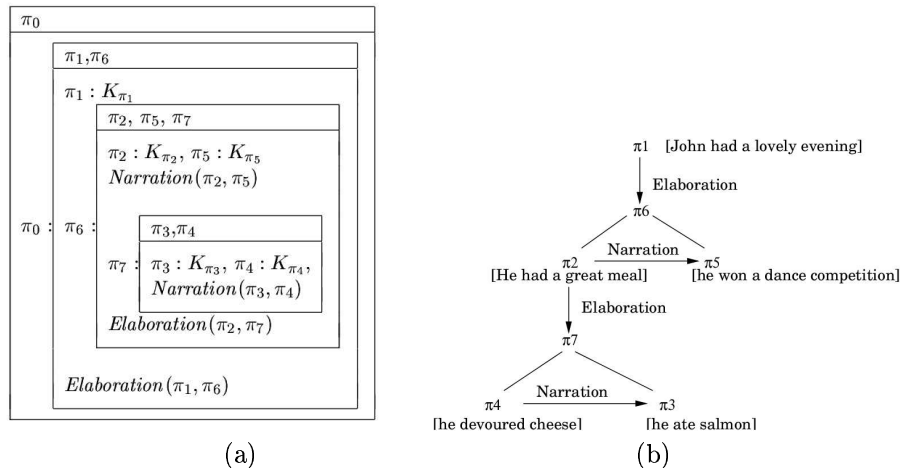 π0
π1,π6
π1 : Kπ1
π2, π5, π7
π2 : Kπ2, π5 : Kπ5
Narration(π2, π5)
π0 : π6 :
π3,π4
π7 : π3 : Kπ3, π4 : Kπ4,
Narration(π3, π4)
Elaboration(π2, π7)
Elaboration(π1, π6)
(a)
π1 [John had a lovely evening]
Elaboration
π6
Narration
π2 π5
[He had a great meal] [he won a dance competition]
Elaboration
π7
Narration
π4 π3
[he devoured cheese] [he ate salmon]
(b)